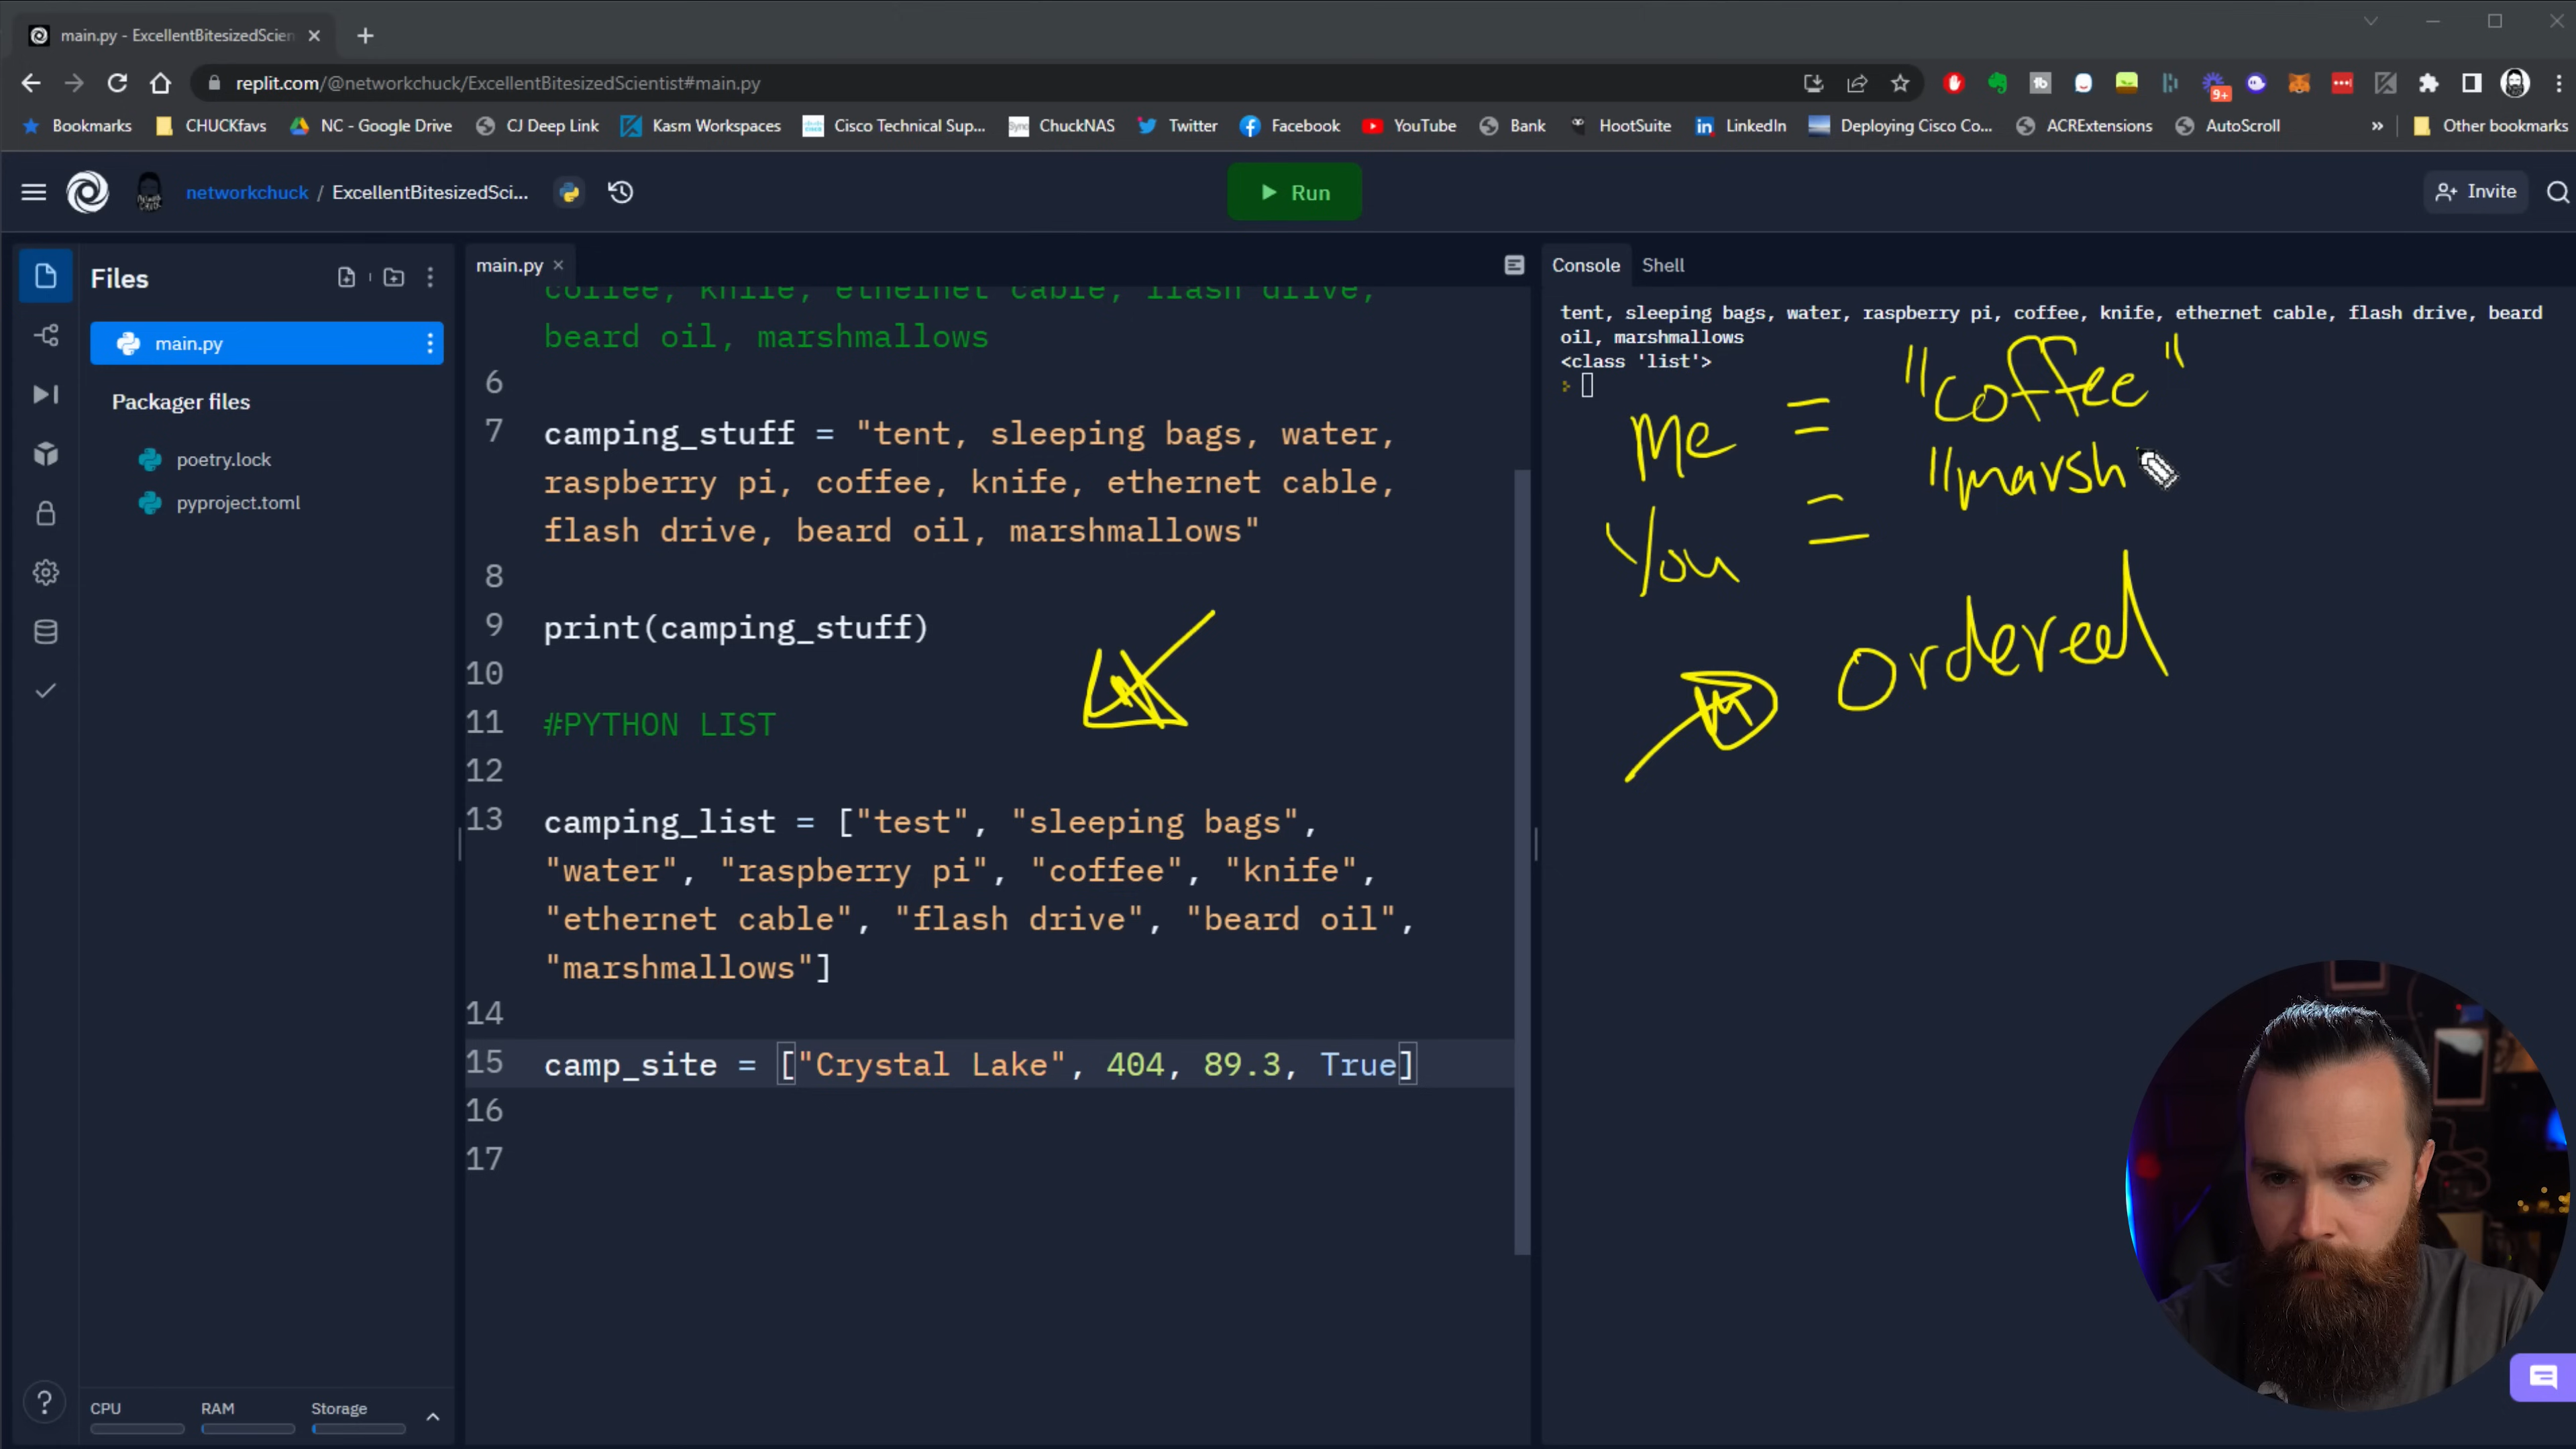 main.py - ExcellentBitesizedScien
replit.com/@networkchuck/ExcellentBitesizedScientist#main.py
9+
Bookmarks CHUCKfavs NC - Google Drive CJ Deep Link Kasm Workspaces Cisco Technical Sup... ChuckNAS Twitter Facebook YouTube Bank HootSuite LinkedIn Deploying Cisco Co... ACRExtensions AutoScroll » Other bookmarks
networkchuck / ExcellentBitesizedSci... Run Invite
Files
main.py
Packager files
poetry.lock
pyproject.toml
CPU RAM Storage
main.py
coffee, knife, ethernet cable, flash drive,
beard oil, marshmallows
6
7 camping_stuff = "tent, sleeping bags, water,
raspberry pi, coffee, knife, ethernet cable,
flash drive, beard oil, marshmallows"
8
9 print(camping_stuff)
10
11 #PYTHON LIST
12
13 camping_list = ["test", "sleeping bags",
"water", "raspberry pi", "coffee", "knife",
"ethernet cable", "flash drive", "beard oil",
"marshmallows"]
14
15 camp_site = ["Crystal Lake", 404, 89.3, True]
16
17
Console Shell
tent, sleeping bags, water, raspberry pi, coffee, knife, ethernet cable, flash drive, beard
oil, marshmallows
<class 'list'>
Me = "coffee"
You = "marsh
Ordered